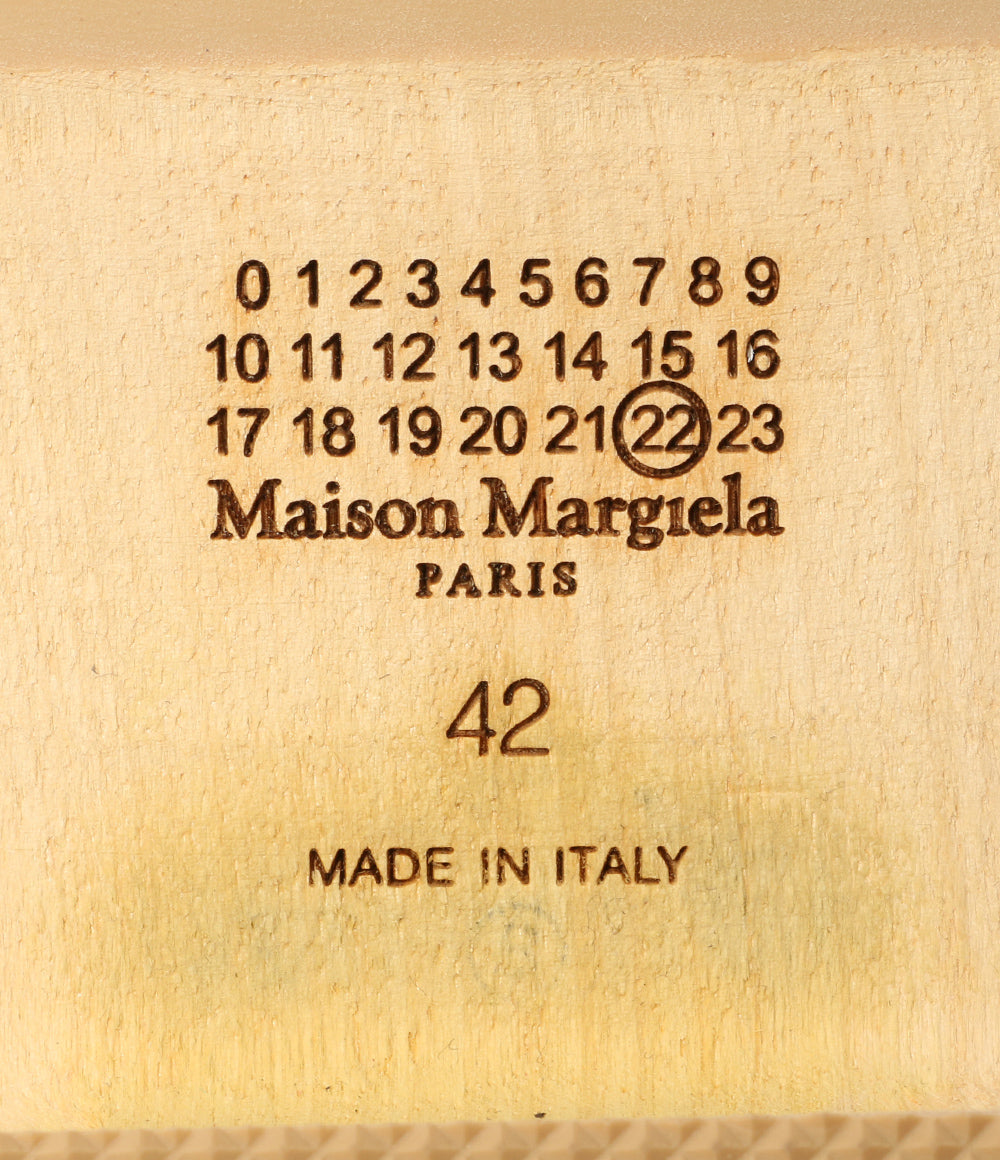 0 1 2 3 4 5 6 7 8 9
10 11 12 13 14 15 16
17 18 19 20 21 22 23
Maison Margiela
PARIS
42
MADE IN ITALY